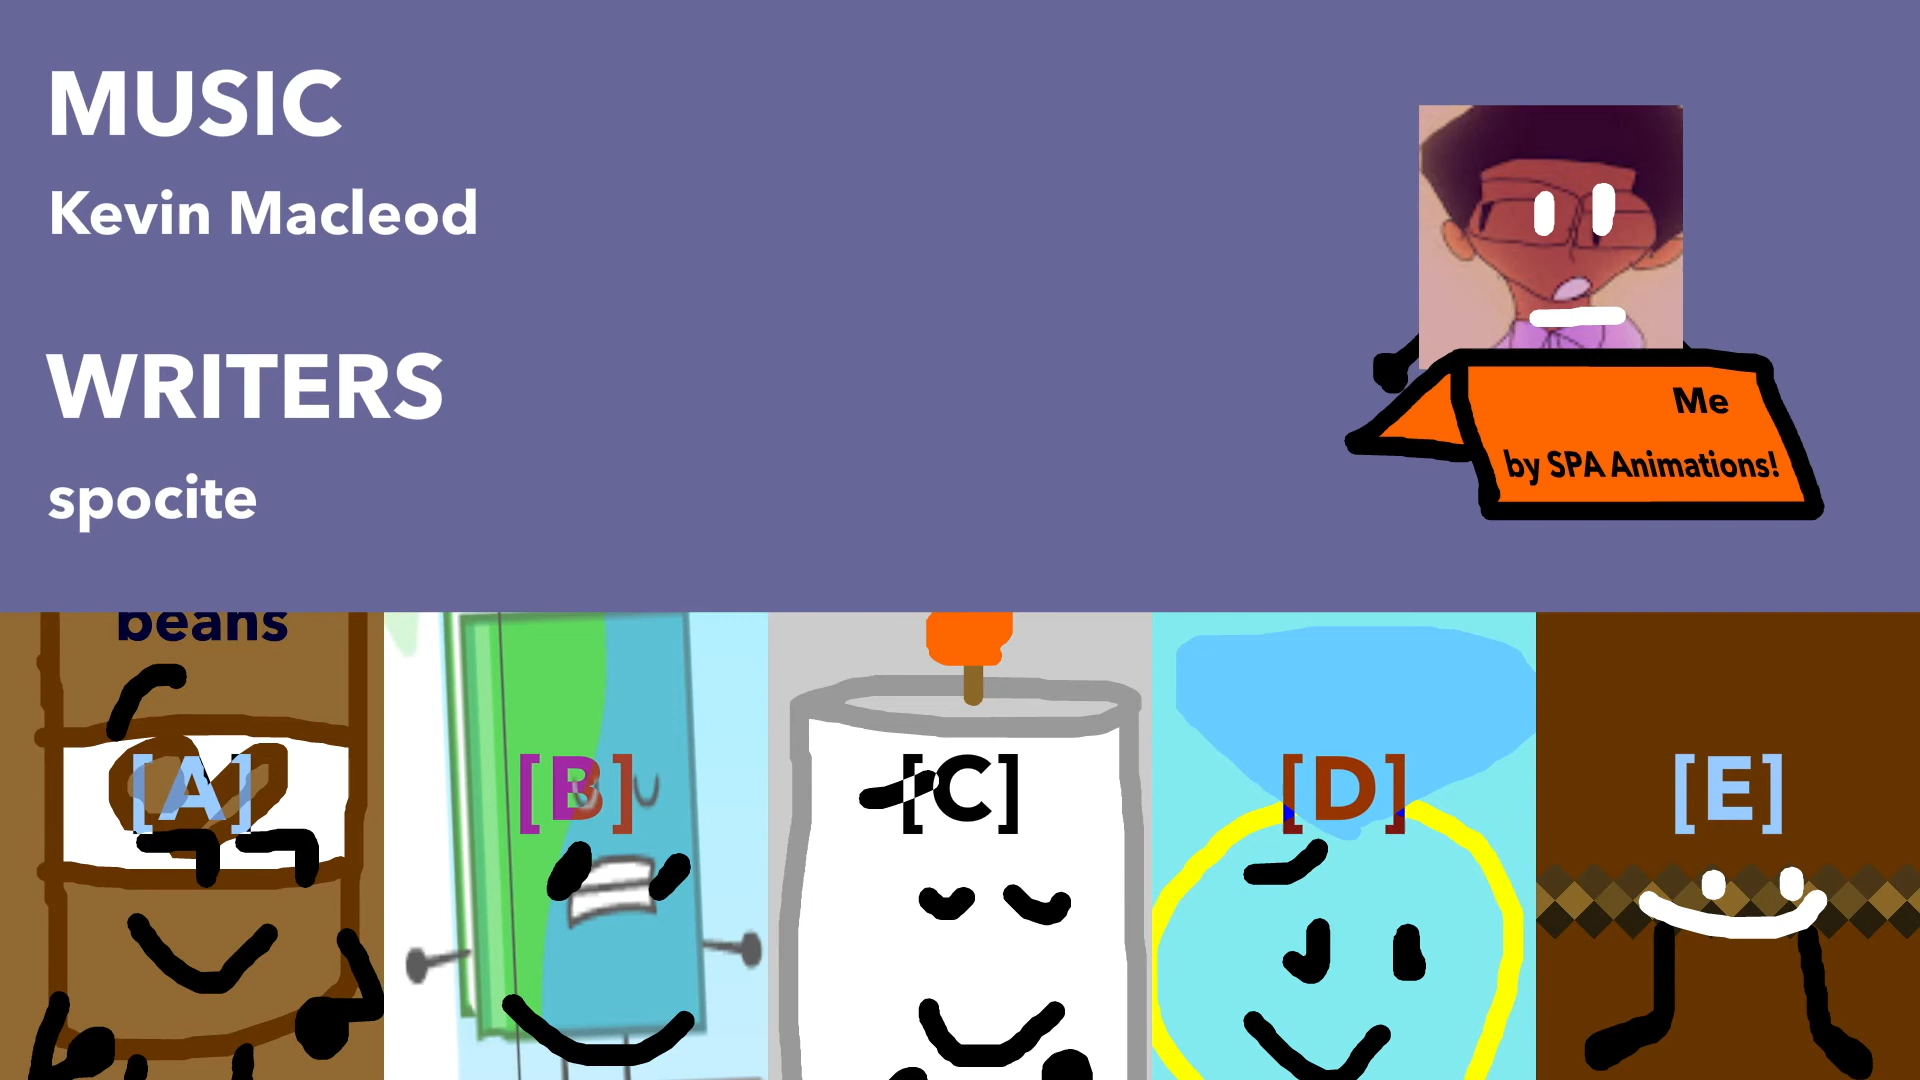 MUSIC
Kevin Macleod
WRITERS
spocite
Me
by SPA Animations!
beans
[A]
[B]
[C]
[D]
[E]